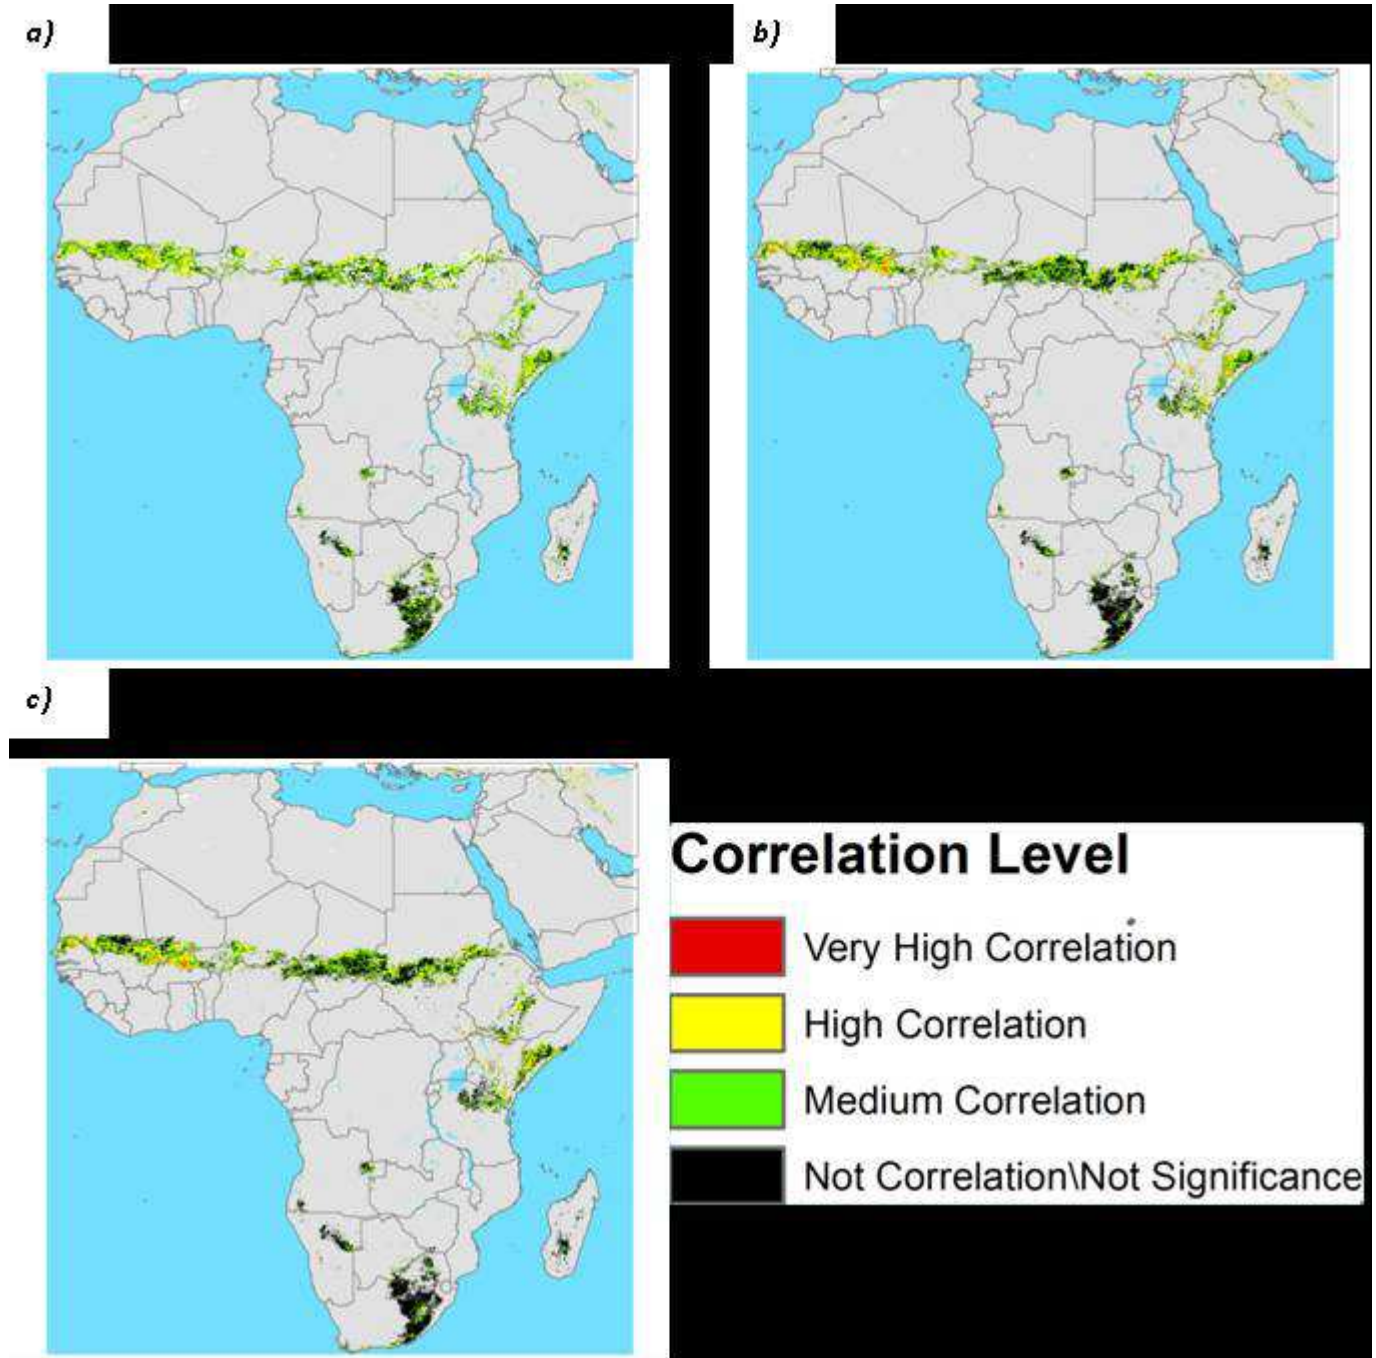 a)
b)
c)
Correlation Level
Very High Correlation
High Correlation
Medium Correlation
Not Correlation\Not Significance